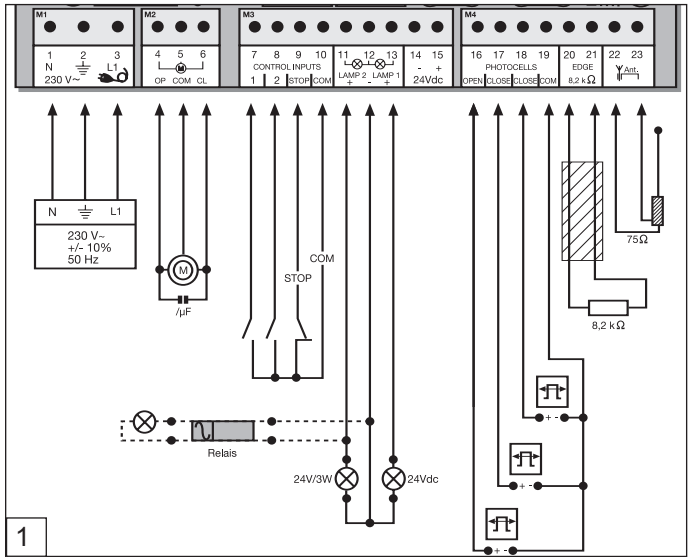 M1 M2 M3 M4
1 2 3 4 5 6 7 8 9 10 11 12 13 14 15 16 17 18 19 20 21 22 23
N L1 M CONTROL INPUTS - + PHOTOCELLS EDGE Ant.
230 V~ OP COM CL 1 2 STOP COM LAMP 2 LAMP 1 24Vdc OPEN CLOSE CLOSE COM 8,2 kΩ
+ - +
N L1
230 V~
+/- 10%
50 Hz
M
/µF
COM
STOP
75Ω
8,2 kΩ
+ -
Relais
24V/3W
24Vdc
+ -
+ -
1